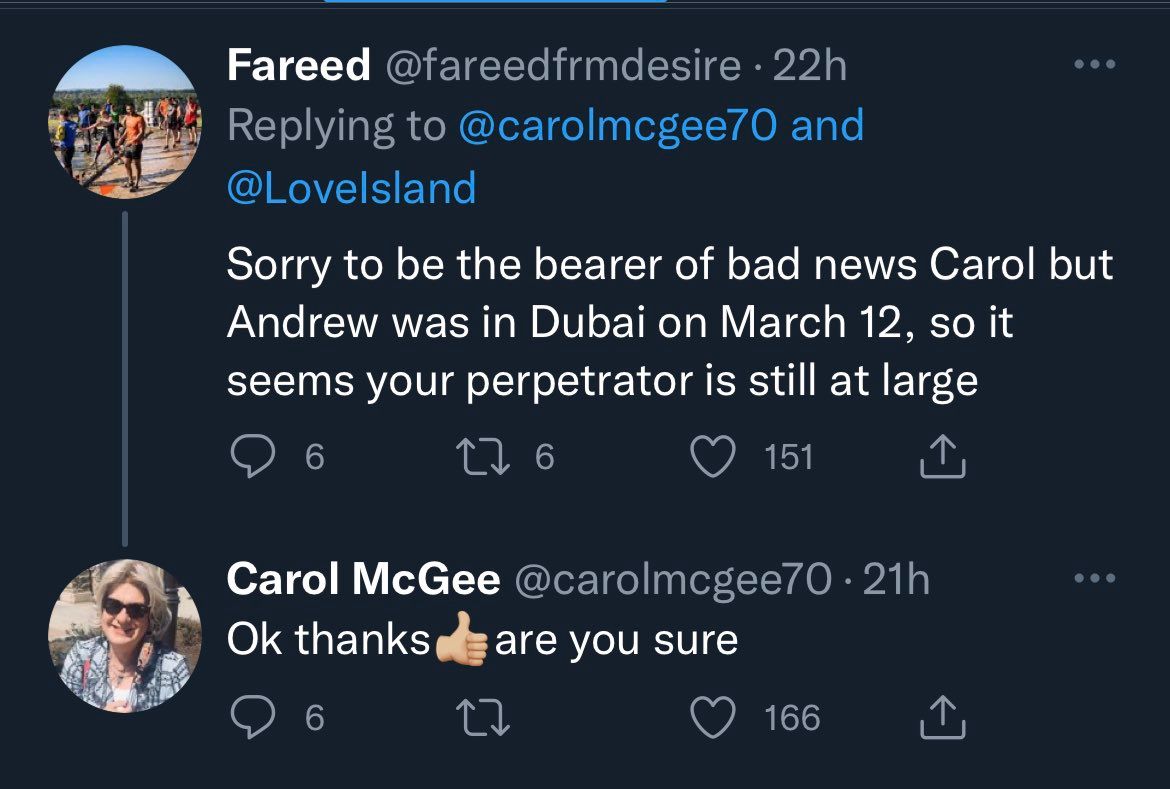 Fareed @fareedfrmdesire · 22h
Replying to @carolmcgee70 and
@LoveIsland
Sorry to be the bearer of bad news Carol but
Andrew was in Dubai on March 12, so it
seems your perpetrator is still at large
6 6 151
Carol McGee @carolmcgee70 · 21h
Ok thanks👍🏼are you sure
6 166